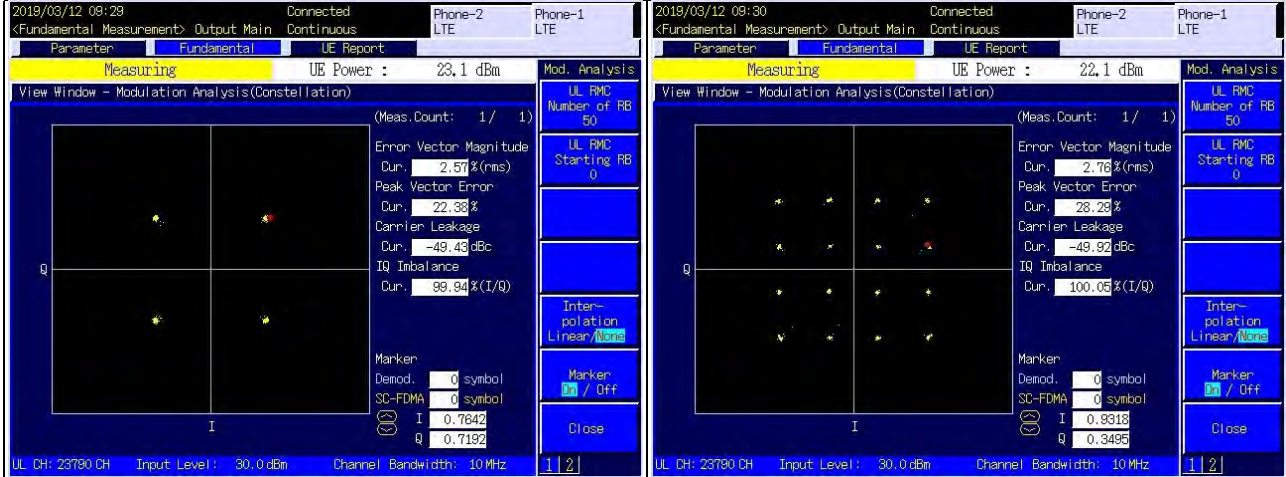 2019/03/12 09:29 Connected Phone-2 Phone-1
<Fundamental Measurement> Output Main Continuous LTE LTE
Parameter Fundamental UE Report
Measuring UE Power : 23.1 dBm Mod. Analysis
View Window - Modulation Analysis(Constellation)
UL RMC
Number of RB
50
(Meas.Count: 1/ 1)
Error Vector Magnitude
Cur. 2.57 %(rms)
UL RMC
Starting RB
0
Peak Vector Error
Cur. 22.38 %
Carrier Leakage
Cur. -49.43 dBc
IQ Imbalance
Cur. 99.94 %(I/Q)
Q
I
Inter-
polation
Linear/None
Marker
Demod. 0 symbol
SC-FDMA 0 symbol
I 0.7642
Q 0.7192
Marker
On / Off
Close
UL CH: 23790 CH Input Level: 30.0 dBm Channel Bandwidth: 10 MHz 1 2
2019/03/12 09:30 Connected Phone-2 Phone-1
<Fundamental Measurement> Output Main Continuous LTE LTE
Parameter Fundamental UE Report
Measuring UE Power : 22.1 dBm Mod. Analysis
View Window - Modulation Analysis(Constellation)
UL RMC
Number of RB
50
(Meas.Count: 1/ 1)
Error Vector Magnitude
Cur. 2.76 %(rms)
UL RMC
Starting RB
0
Peak Vector Error
Cur. 28.29 %
Carrier Leakage
Cur. -49.92 dBc
IQ Imbalance
Cur. 100.05 %(I/Q)
Q
I
Inter-
polation
Linear/None
Marker
Demod. 0 symbol
SC-FDMA 0 symbol
I 0.9318
Q 0.3495
Marker
On / Off
Close
UL CH: 23790 CH Input Level: 30.0 dBm Channel Bandwidth: 10 MHz 1 2